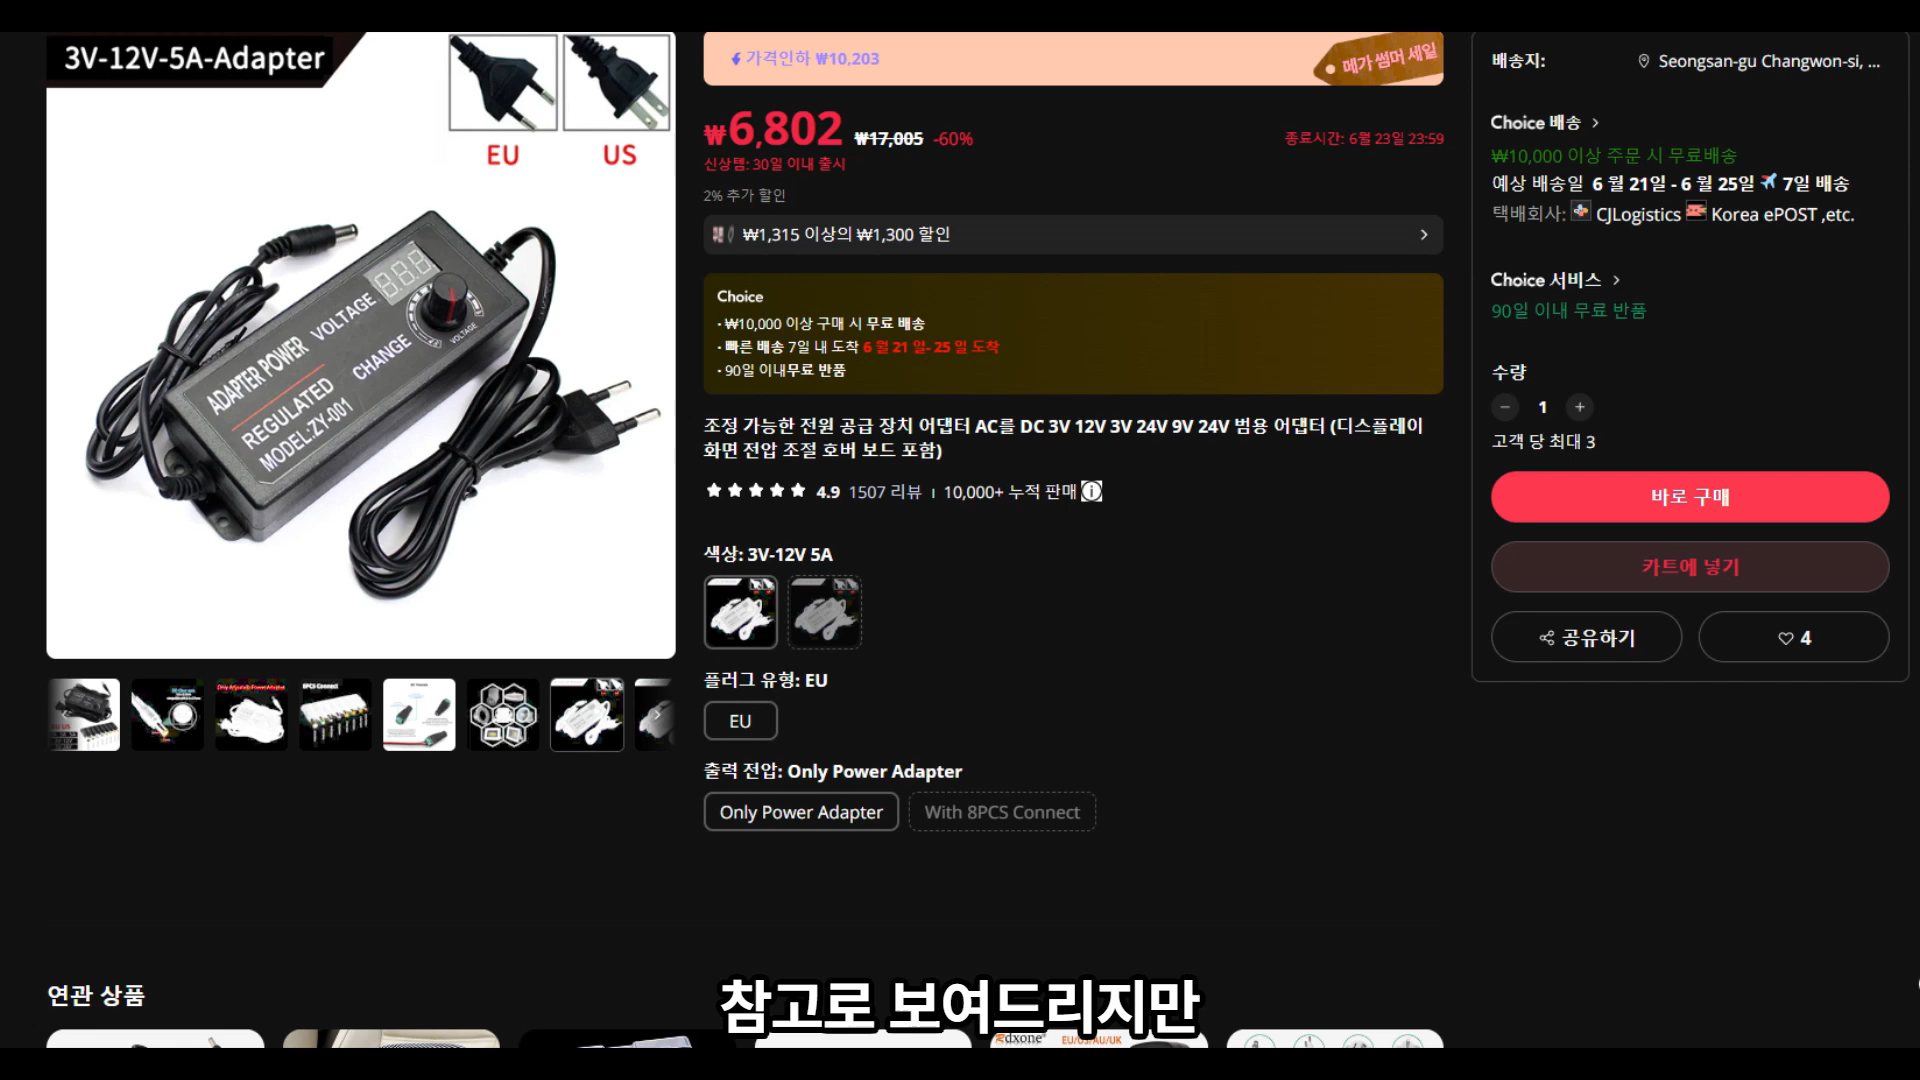 3V-12V-5A-Adapter
EU
US
ADAPTER POWER VOLTAGE
REGULATED CHANGE
MODEL:ZY-001
VOLTAGE
가격인하 ₩10,203
메가 썸머 세일
₩6,802 ₩17,005 -60%
종료시간: 6월 23일 23:59
신상템: 30일 이내 출시
2% 추가 할인
₩1,315 이상의 ₩1,300 할인
Choice
· ₩10,000 이상 구매 시 무료 배송
· 빠른 배송 7일 내 도착 6 월 21 일- 25 일 도착
· 90일 이내무료 반품
조정 가능한 전원 공급 장치 어댑터 AC를 DC 3V 12V 3V 24V 9V 24V 범용 어댑터 (디스플레이
화면 전압 조절 호버 보드 포함)
4.9 1507 리뷰 | 10,000+ 누적 판매
색상: 3V-12V 5A
플러그 유형: EU
EU
출력 전압: Only Power Adapter
Only Power Adapter
With 8PCS Connect
배송지:
Seongsan-gu Changwon-si, ...
Choice 배송
₩10,000 이상 주문 시 무료배송
예상 배송일 6 월 21일 - 6 월 25일 7일 배송
택배회사: CJLogistics Korea ePOST ,etc.
Choice 서비스
90일 이내 무료 반품
수량
− 1 +
고객 당 최대 3
바로 구매
카트에 넣기
공유하기
4
연관 상품
참고로 보여드리지만
dxone
EU/US/AU/UK